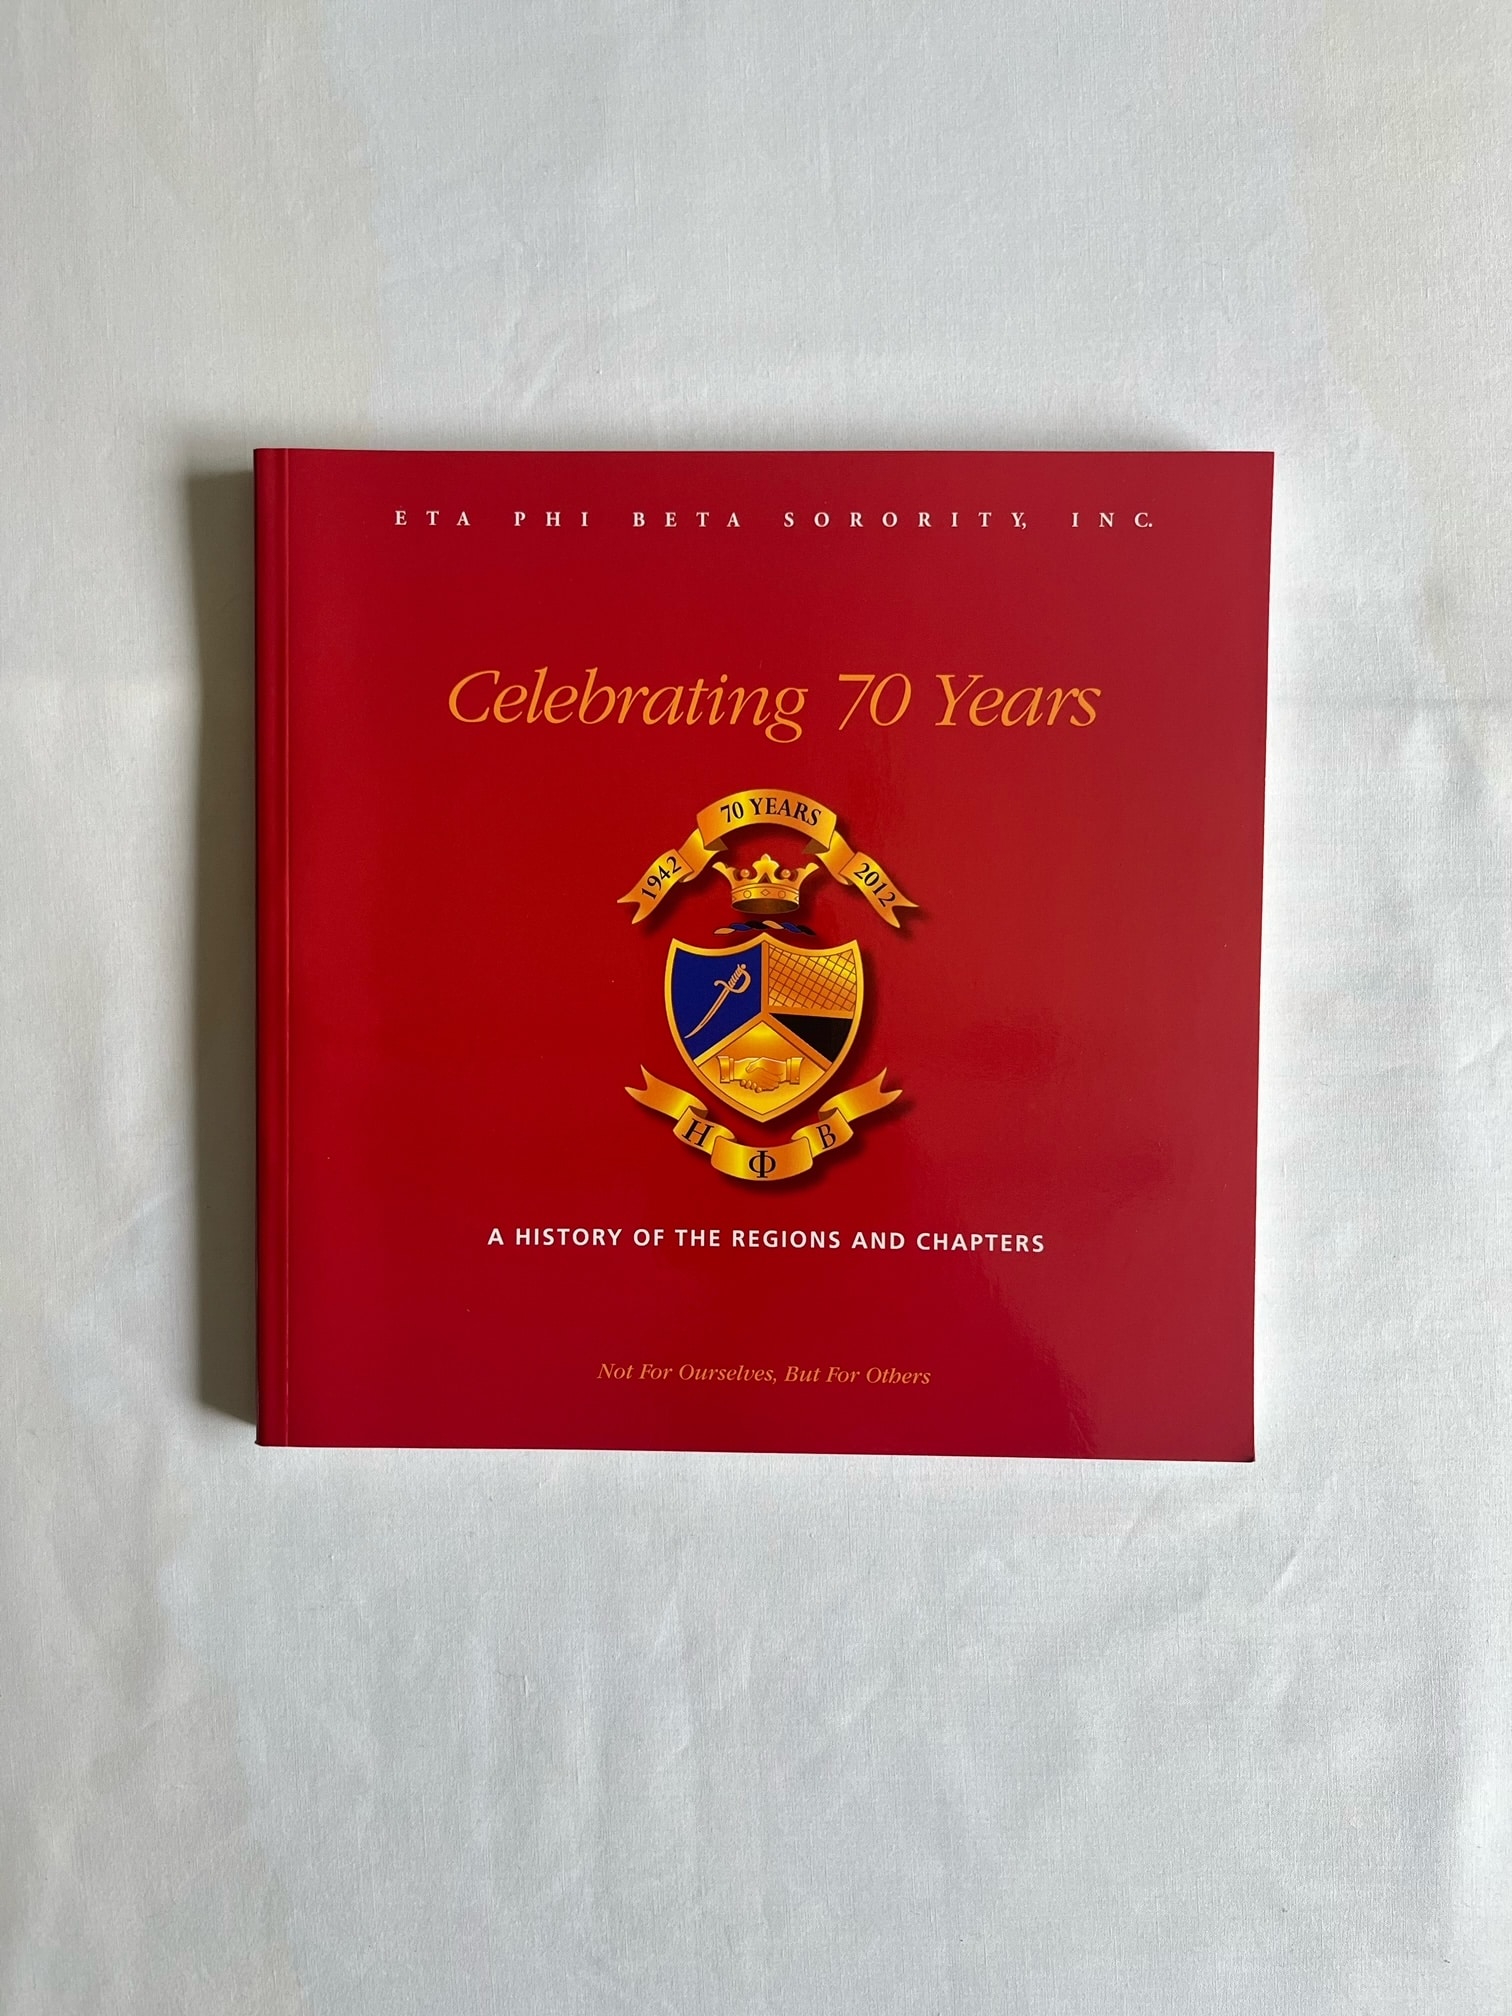 ETA PHI BETA SORORITY, INC.
Celebrating 70 Years
70 YEARS
1942
2012
Η
Φ
Β
A HISTORY OF THE REGIONS AND CHAPTERS
Not For Ourselves, But For Others